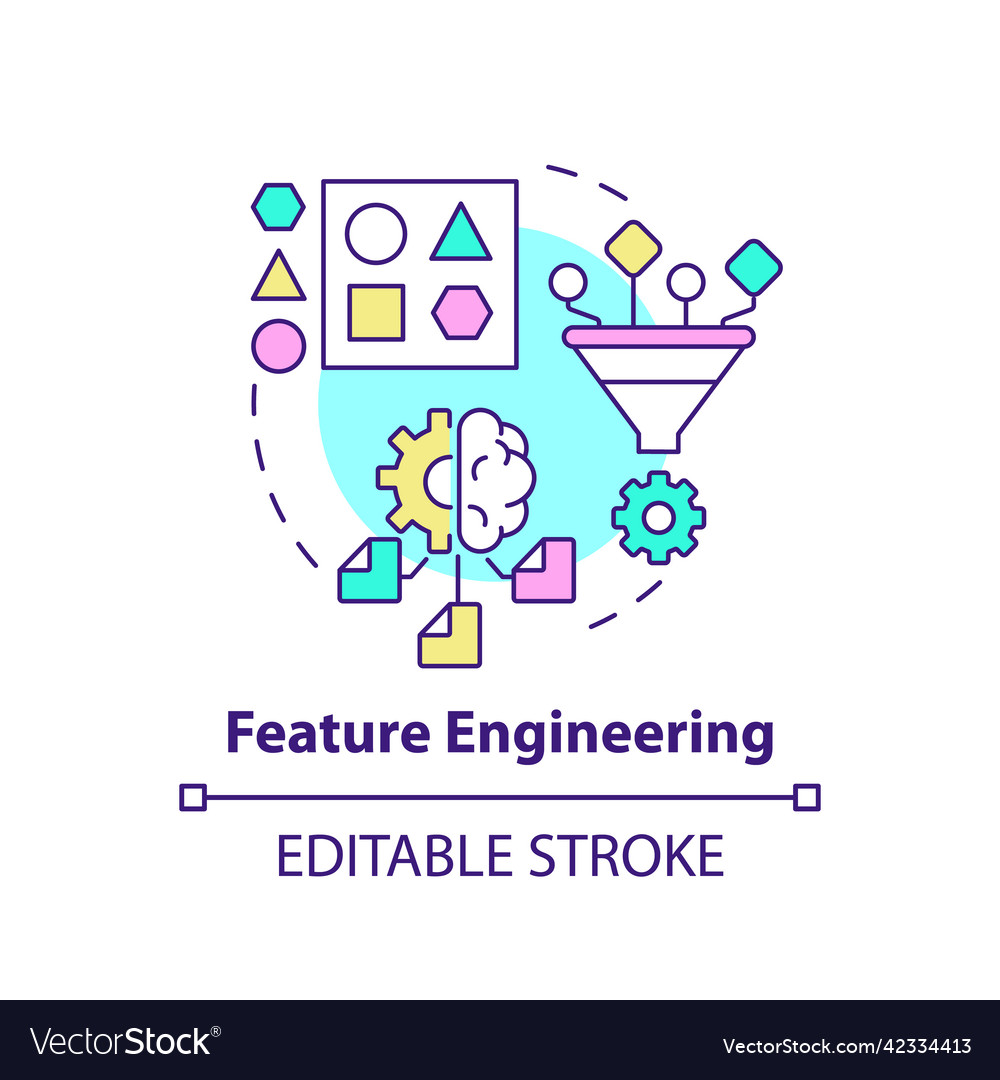 Feature Engineering
EDITABLE STROKE
VectorStock®
VectorStock.com/42334413